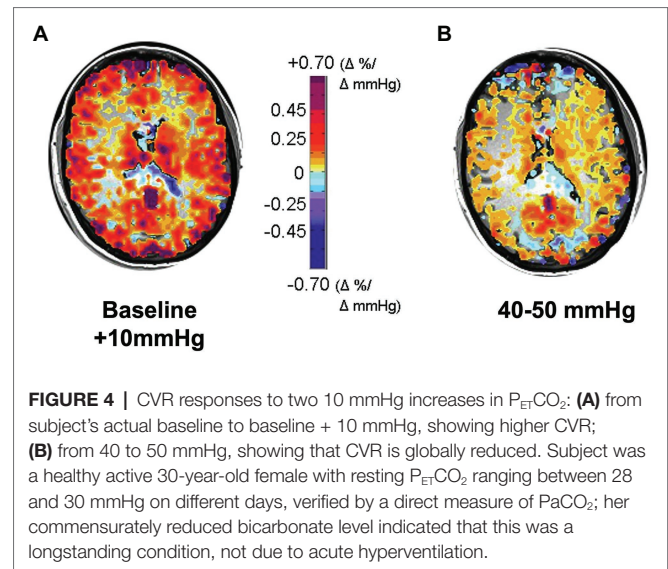 A
B
+0.70 (Δ %/
Δ mmHg)
0.45
0.25
0
-0.25
-0.45
-0.70 (Δ %/
Δ mmHg)
Baseline
+10mmHg
40-50 mmHg
FIGURE 4 | CVR responses to two 10 mmHg increases in PETCO2: (A) from
subject's actual baseline to baseline + 10 mmHg, showing higher CVR;
(B) from 40 to 50 mmHg, showing that CVR is globally reduced. Subject was
a healthy active 30-year-old female with resting PETCO2 ranging between 28
and 30 mmHg on different days, verified by a direct measure of PaCO2; her
commensurately reduced bicarbonate level indicated that this was a
longstanding condition, not due to acute hyperventilation.